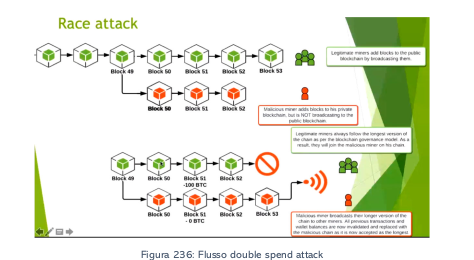 Race attack
Legitimate miners add blocks to the public
blockchain by broadcasting them.
Block 49
Block 50
Block 51
Block 52
Block 53
Block 50
Block 51
Block 52
Malicious miner adds blocks to his private
blockchain, but is NOT broadcasting to the
public blockchain.
Legitimate miners always follow the longest version of
the chain as per the blockchain governance model. As a
result, they will join the malicious miner on his chain
Block 49
Block 50
Block 51
-100 BTC
Block 52
Block 50
Block 51
- 0 BTC
Block 52
Block 53
Malicious miner broadcasts their longer version of the
chain to other miners. All previous transactions and
wallet balances are now invalidated and replaced with
the malicious chain as it is now accepted as the longest
Figura 236: Flusso double spend attack